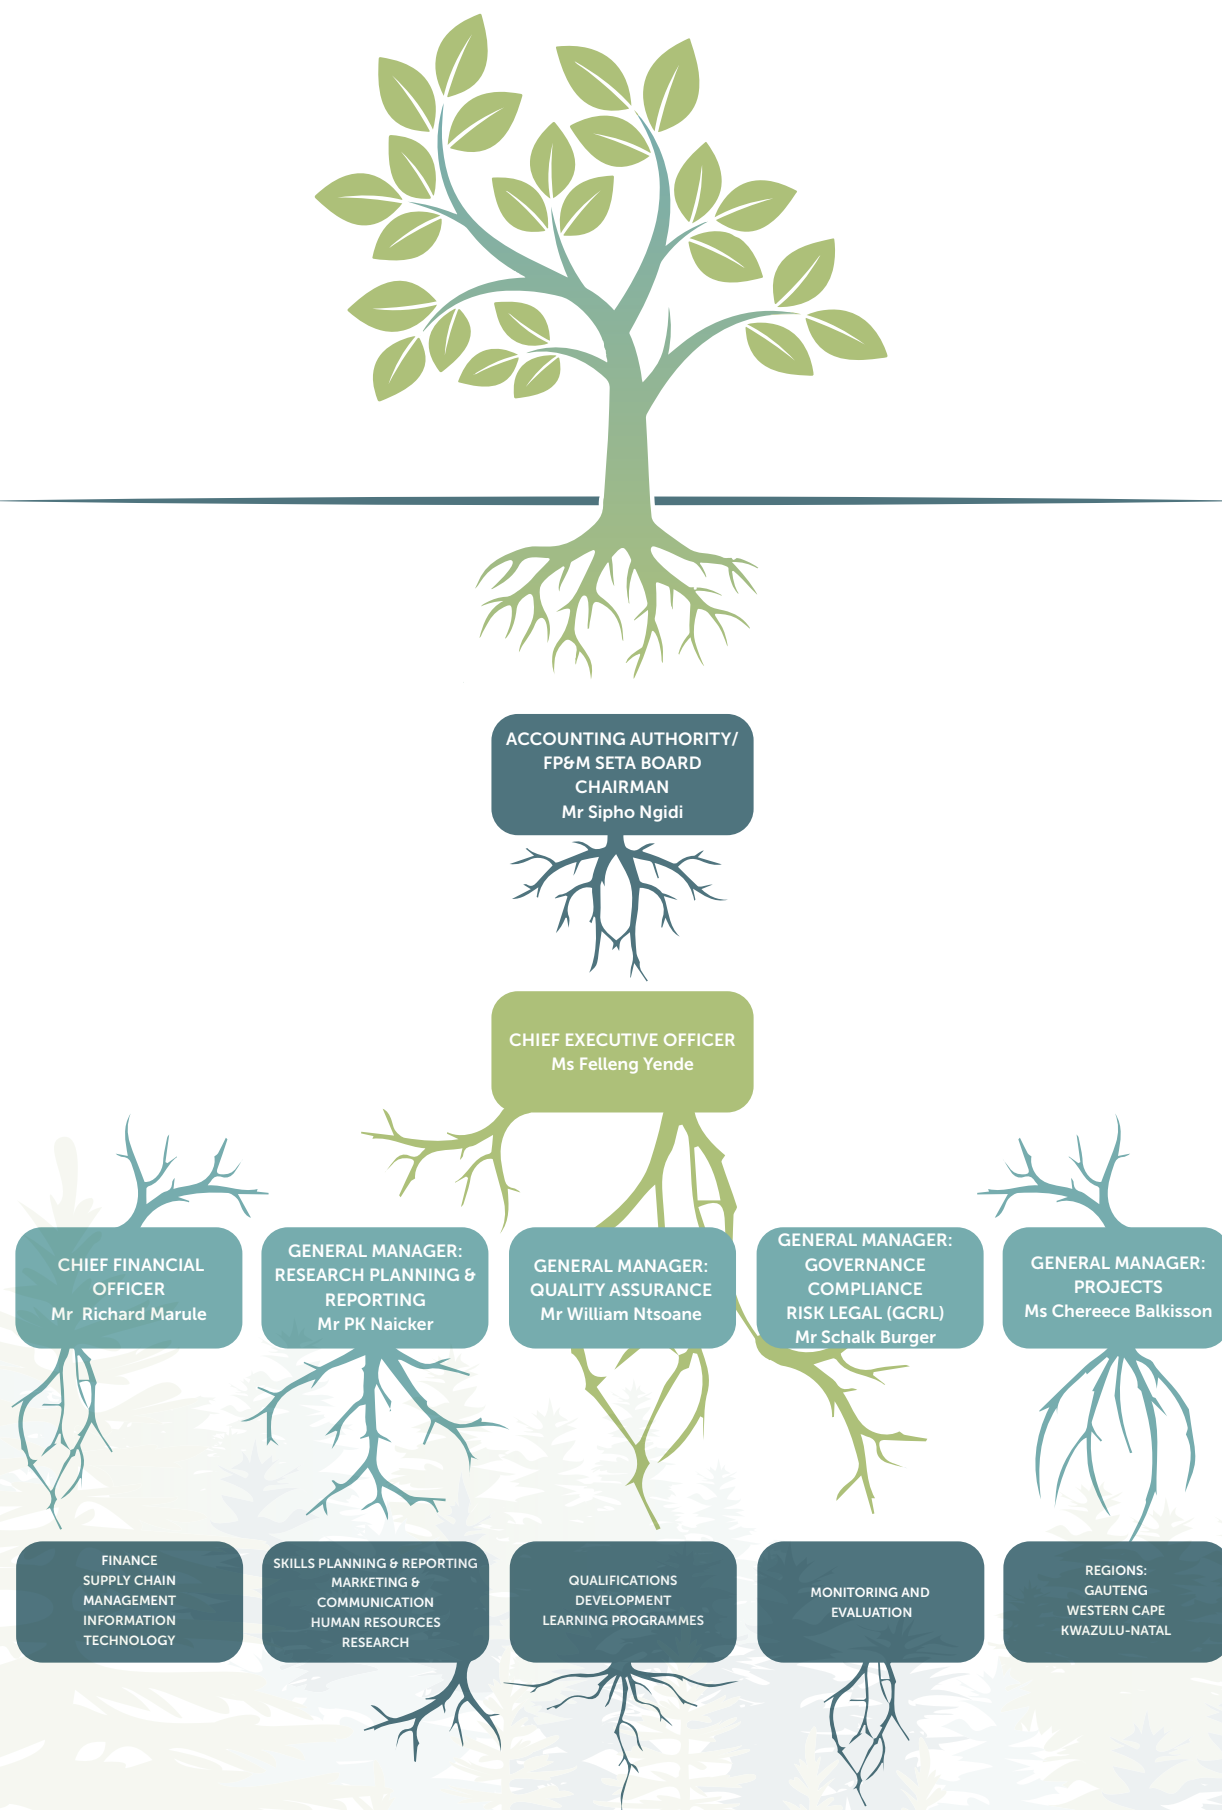 ACCOUNTING AUTHORITY/
FP&M SETA BOARD
CHAIRMAN
Mr Sipho Ngidi
CHIEF EXECUTIVE OFFICER
Ms Felleng Yende
CHIEF FINANCIAL
OFFICER
Mr Richard Marule
GENERAL MANAGER:
RESEARCH PLANNING &
REPORTING
Mr PK Naicker
GENERAL MANAGER:
QUALITY ASSURANCE
Mr William Ntsoane
GENERAL MANAGER:
GOVERNANCE
COMPLIANCE
RISK LEGAL (GCRL)
Mr Schalk Burger
GENERAL MANAGER:
PROJECTS
Ms Chereece Balkisson
FINANCE
SUPPLY CHAIN
MANAGEMENT
INFORMATION
TECHNOLOGY
SKILLS PLANNING & REPORTING
MARKETING &
COMMUNICATION
HUMAN RESOURCES
RESEARCH
QUALIFICATIONS
DEVELOPMENT
LEARNING PROGRAMMES
MONITORING AND
EVALUATION
REGIONS:
GAUTENG
WESTERN CAPE
KWAZULU-NATAL